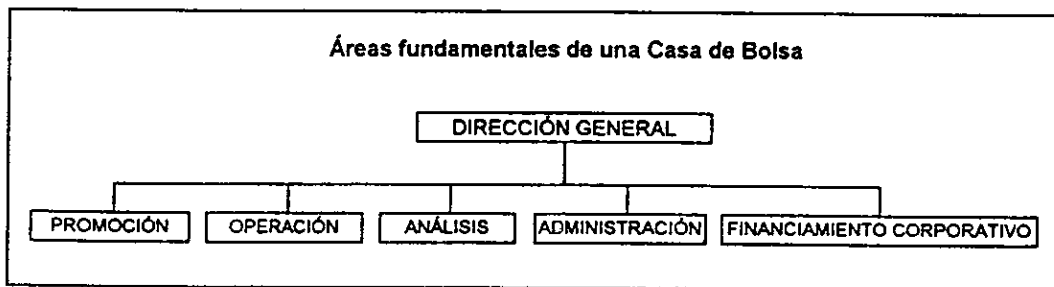 Áreas fundamentales de una Casa de Bolsa
DIRECCIÓN GENERAL
PROMOCIÓN OPERACIÓN ANÁLISIS ADMINISTRACIÓN FINANCIAMIENTO CORPORATIVO